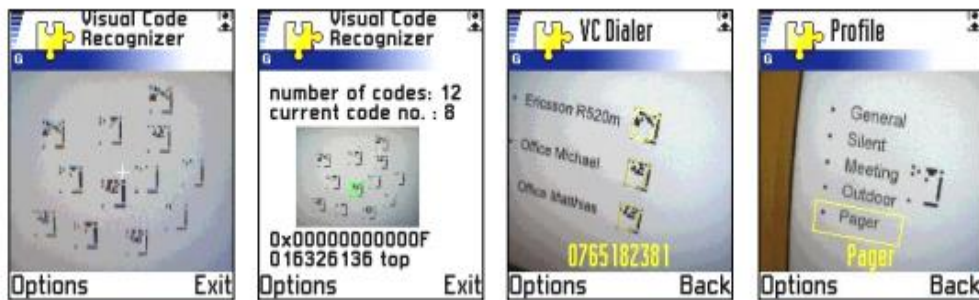 Visual Code
Recognizer
G
Options Exit
Visual Code
Recognizer
G
number of codes: 12
current code no. : 8
0x00000000000F
016326136 top
Options Exit
VC Dialer
G
• Ericsson R520m
• Office Michael
Office Matthias
0765182381
Options Back
Profile
G
• General
• Silent
• Meeting
• Outdoor
• Pager
Pager
Options Back